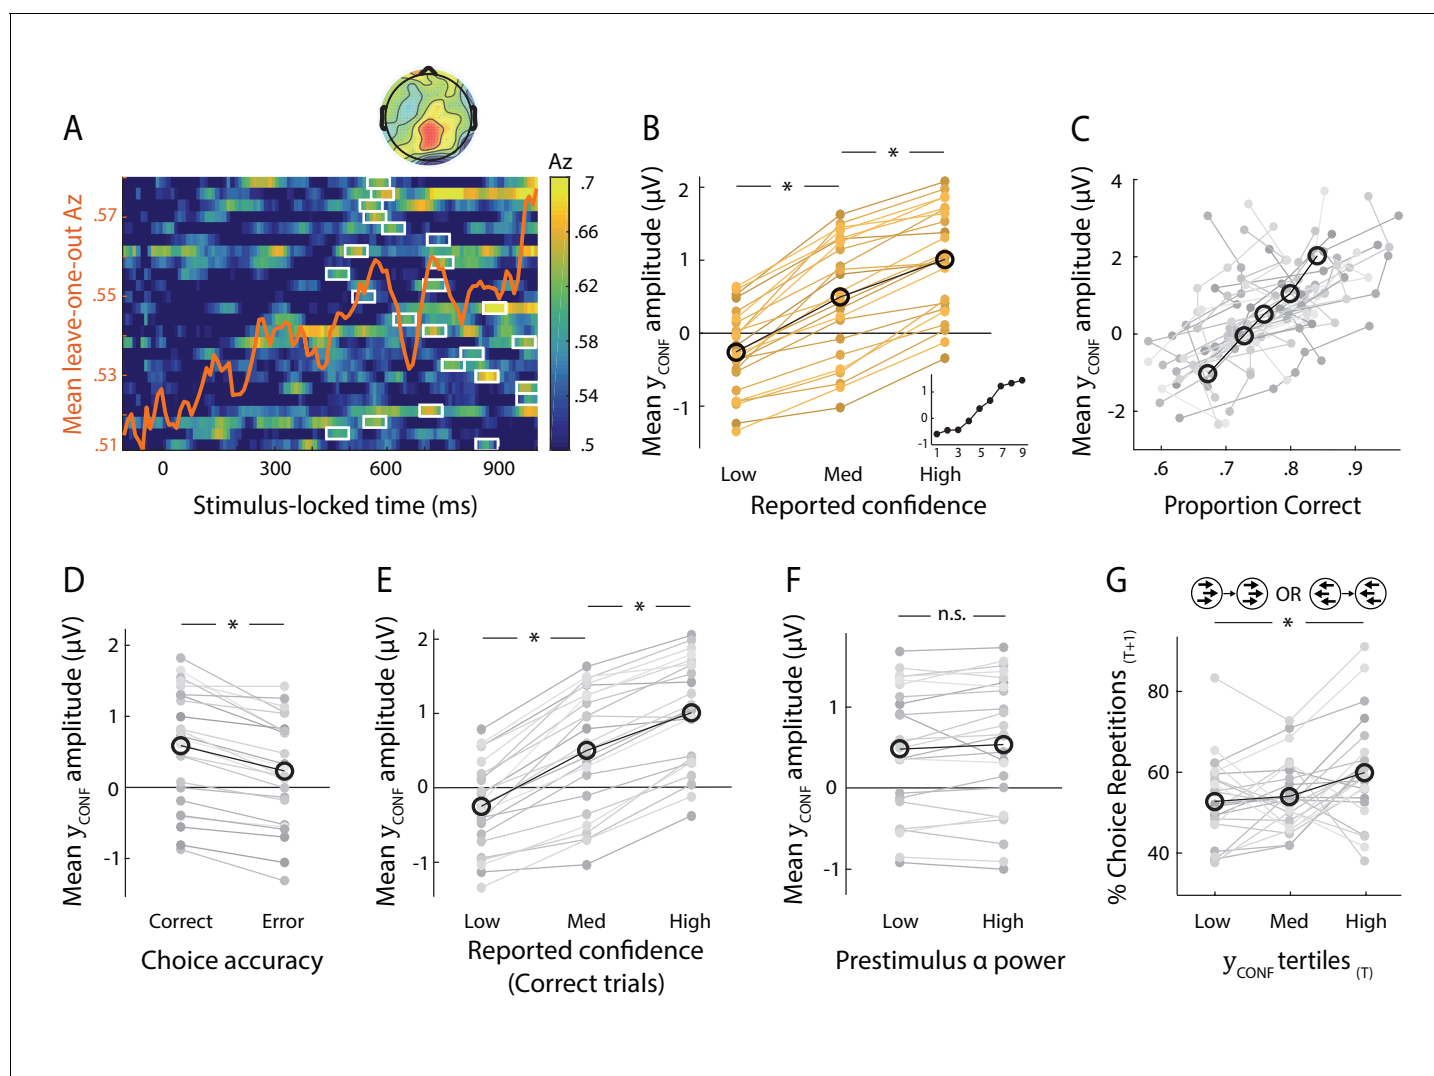 A
Az
Mean leave-one-out Az
.57
.55
.53
.51
.7
.66
.62
.58
.54
.5
0 300 600 900
Stimulus-locked time (ms)
B
*
*
Mean yCONF amplitude (µV)
2
1
0
-1
1
0
-1
1 3 5 7 9
Low Med High
Reported confidence
C
Mean yCONF amplitude (µV)
4
2
0
-2
.6 .7 .8 .9
Proportion Correct
D
*
Mean yCONF amplitude (µV)
2
1
0
-1
Correct Error
Choice accuracy
E
*
*
Mean yCONF amplitude (µV)
2
1
0
-1
Low Med High
Reported confidence
(Correct trials)
F
n.s.
Mean yCONF amplitude (µV)
1
0
-1
Low High
Prestimulus α power
G
OR
*
% Choice Repetitions (T+1)
80
60
40
Low Med High
yCONF tertiles (T)